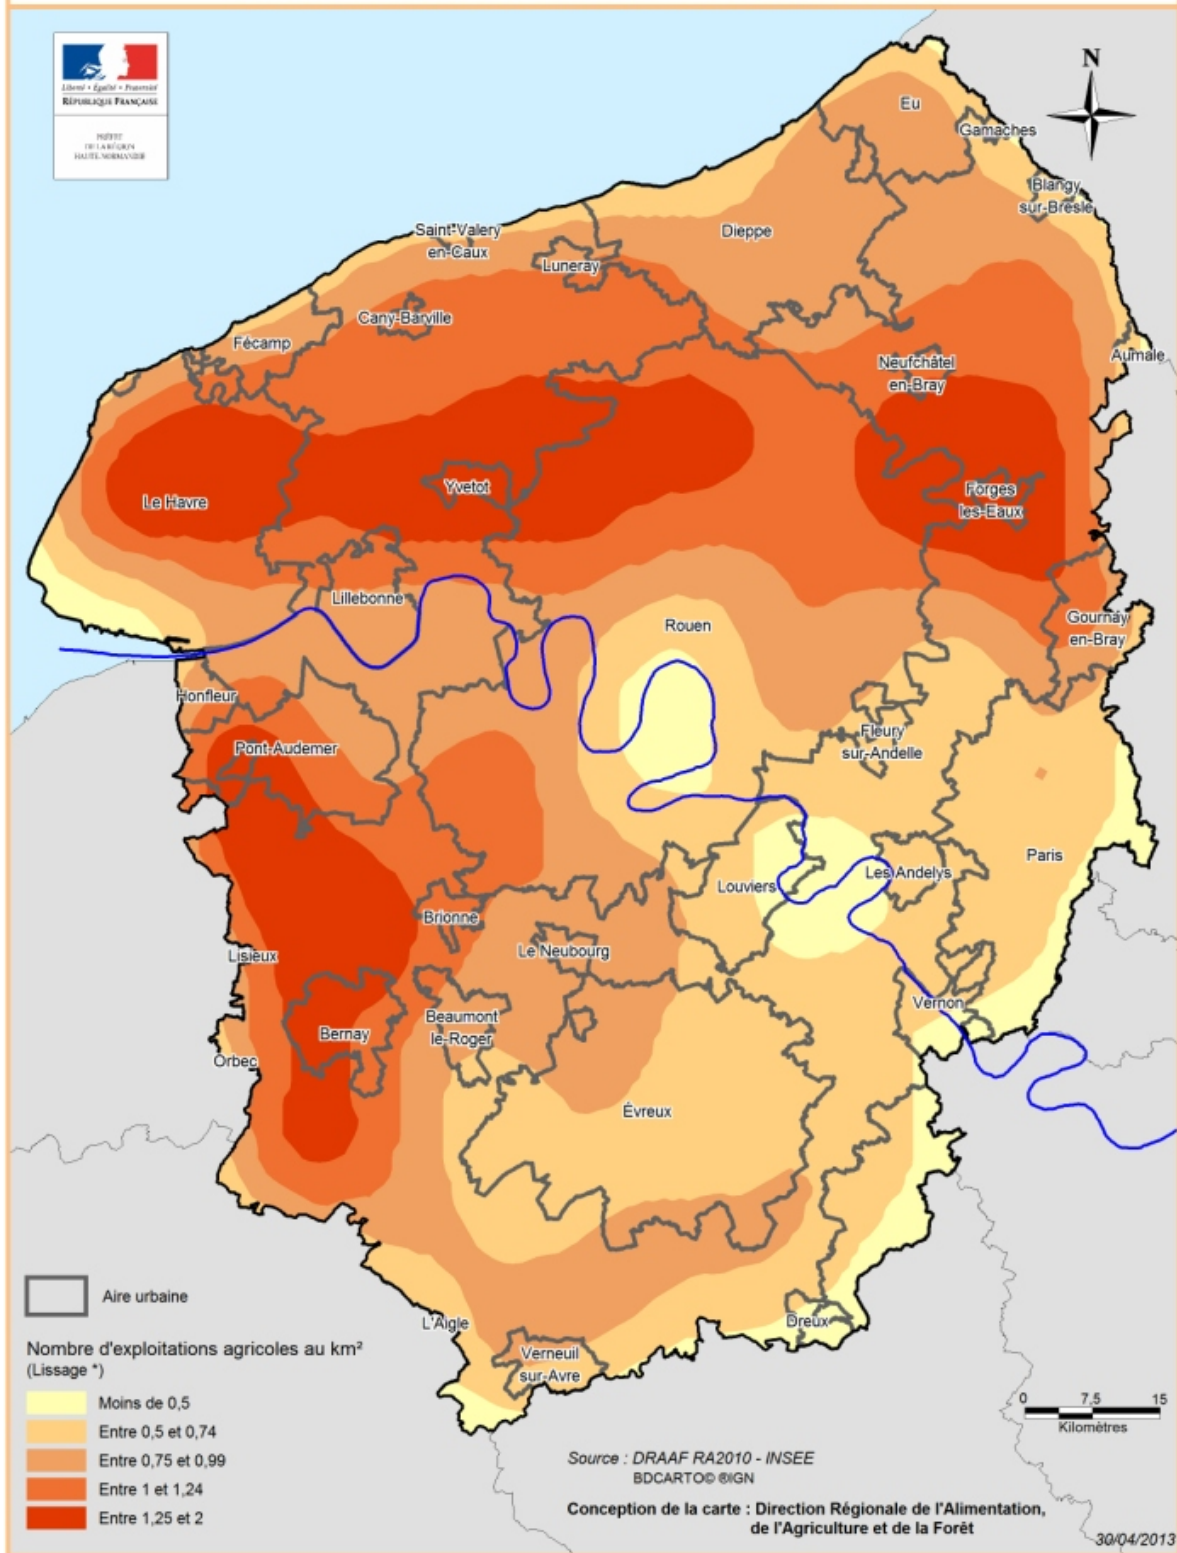 Liberté • Égalité • Fraternité
RÉPUBLIQUE FRANÇAISE
PRÉFET
DE LA RÉGION
HAUTE-NORMANDIE
N
Eu
Gamaches
Blangy
sur-Bresle
Dieppe
Saint-Valery
en-Caux
Luneray
Cany-Barville
Fécamp
Neufchâtel
en-Bray
Aumale
Le Havre
Yvetot
Forges
les-Eaux
Lillebonne
Rouen
Gournay
en-Bray
Honfleur
Pont-Audemer
Fleury
sur-Andelle
Paris
Louviers
Les Andelys
Brionne
Le Neubourg
Lisieux
Vernon
Bernay
Beaumont
le-Roger
Orbec
Évreux
L'Aigle
Dreux
Verneuil
sur-Avre
Aire urbaine
Nombre d'exploitations agricoles au km²
(Lissage *)
Moins de 0,5
Entre 0,5 et 0,74
Entre 0,75 et 0,99
Entre 1 et 1,24
Entre 1,25 et 2
0 7,5 15
Kilomètres
Source : DRAAF RA2010 - INSEE
BDCARTO© ®IGN
Conception de la carte : Direction Régionale de l'Alimentation,
de l'Agriculture et de la Forêt
30/04/2013